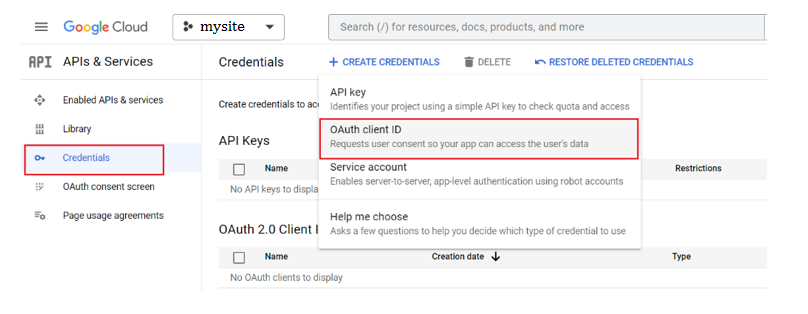 Google Cloud mysite Search (/) for resources, docs, products, and more
API APIs & Services Credentials + CREATE CREDENTIALS DELETE RESTORE DELETED CREDENTIALS
Enabled APIs & services
Library
Credentials
OAuth consent screen
Page usage agreements
Create credentials to acc
API key
Identifies your project using a simple API key to check quota and access
OAuth client ID
Requests user consent so your app can access the user's data
Service account
Enables server-to-server, app-level authentication using robot accounts
Help me choose
Asks a few questions to help you decide which type of credential to use
API Keys
Name Restrictions
No API keys to displa
OAuth 2.0 Client I
Name Creation date Type
No OAuth clients to display